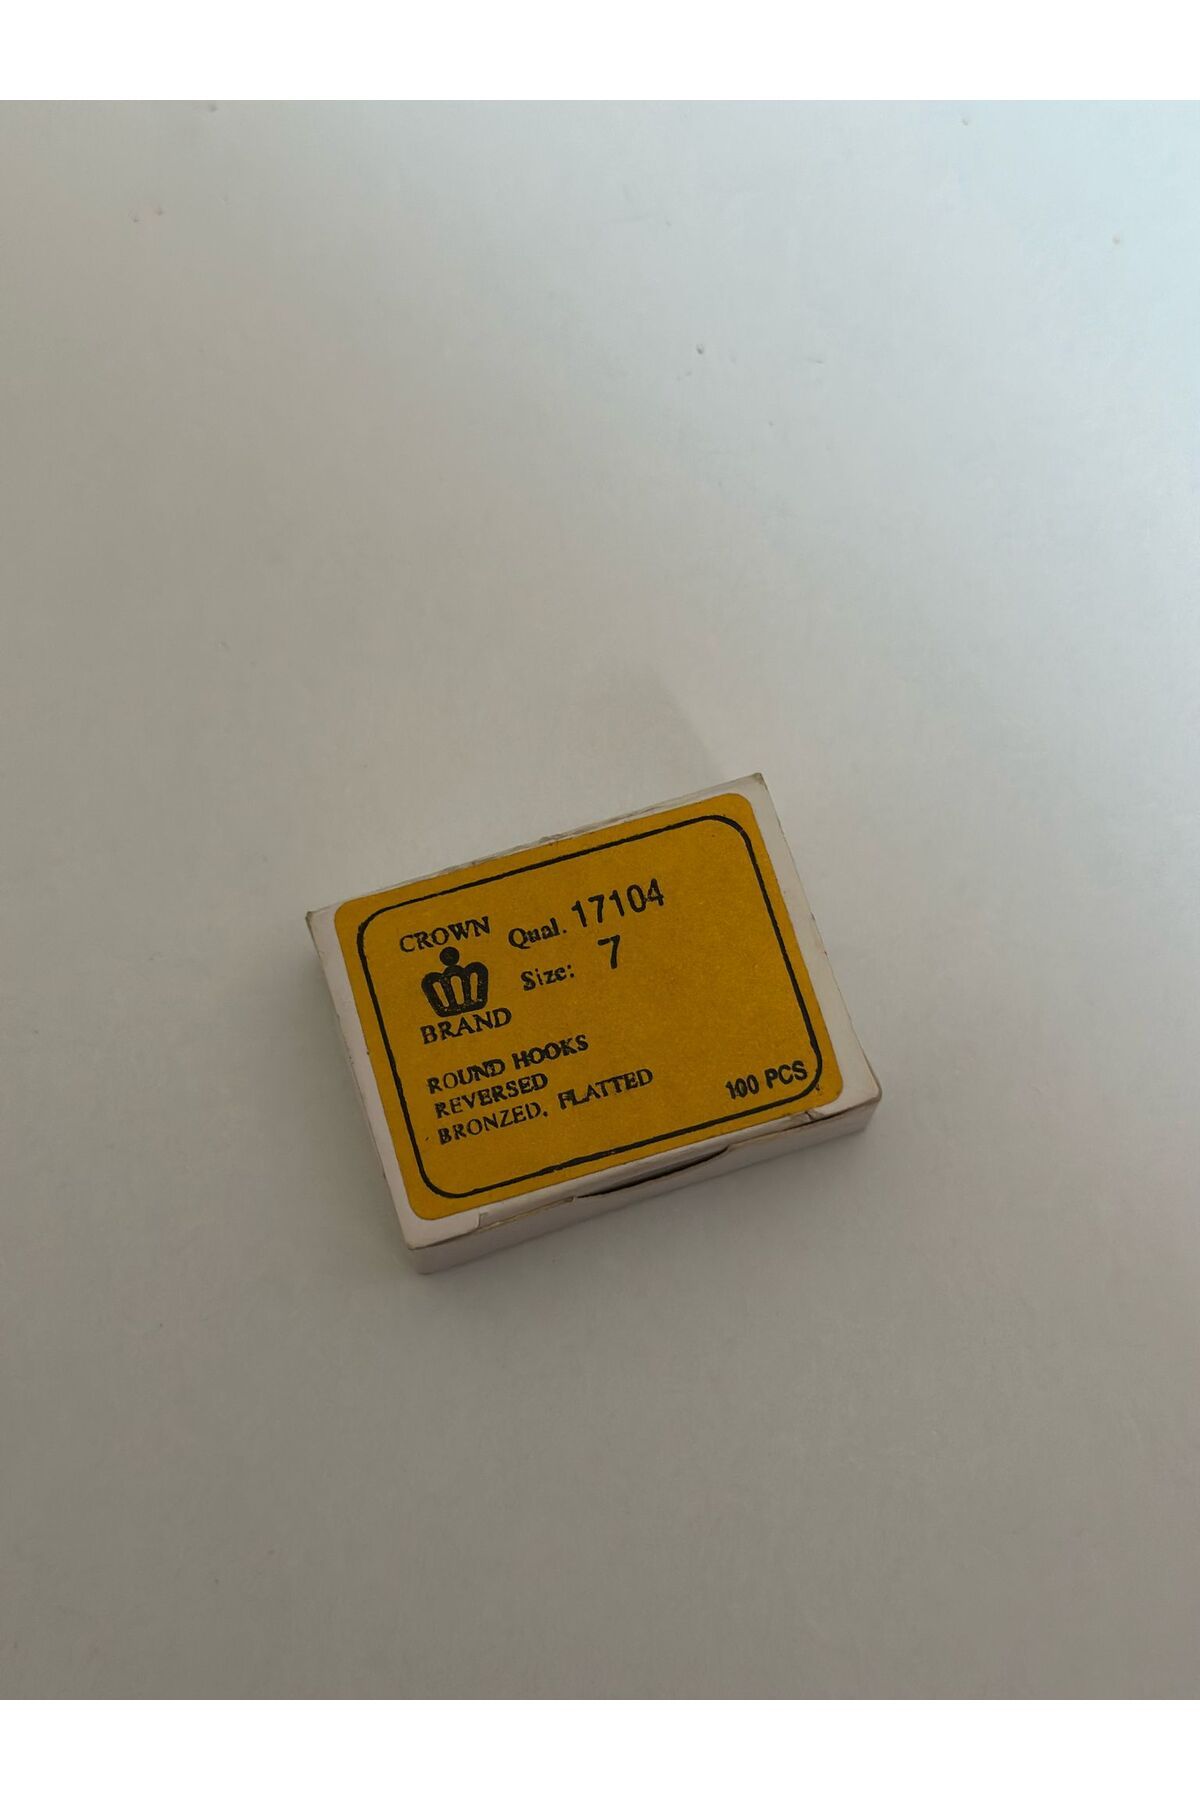 CROWN
BRAND
Qual. 17104
Size: 7
ROUND HOOKS
REVERSED
BRONZED, FLATTED
100 PCS